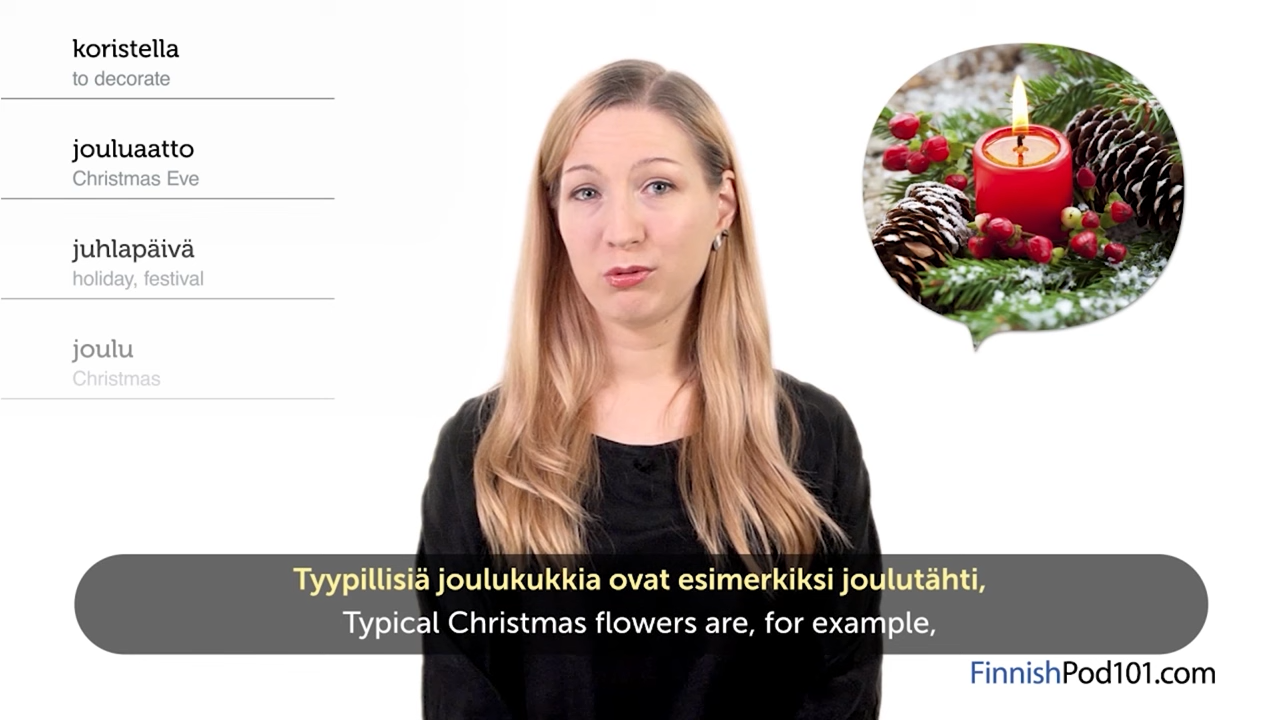 koristella
to decorate
jouluaatto
Christmas Eve
juhlapäivä
holiday, festival
joulu
Christmas
Tyypillisiä joulukukkia ovat esimerkiksi joulutähti,
Typical Christmas flowers are, for example,
FinnishPod101.com